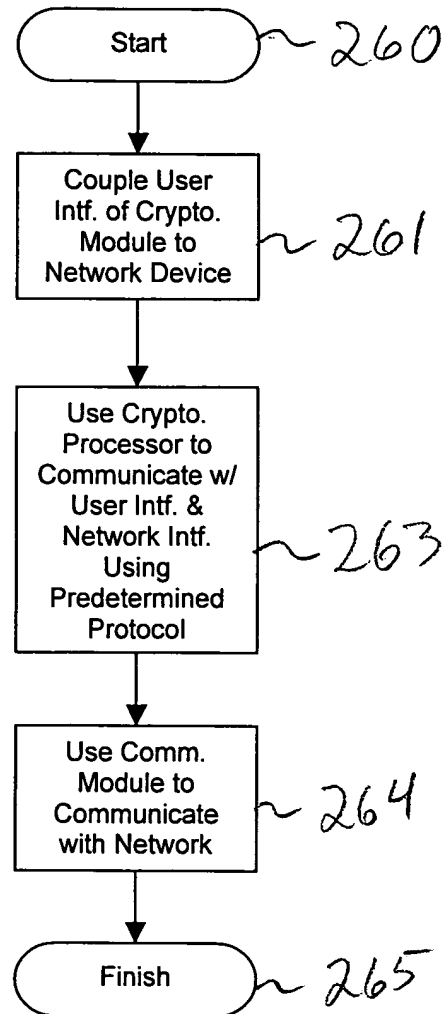 Start
260
Couple User
Intf. of Crypto.
Module to
Network Device
261
Use Crypto.
Processor to
Communicate w/
User Intf. &
Network Intf.
Using
Predetermined
Protocol
263
Use Comm.
Module to
Communicate
with Network
264
Finish
265